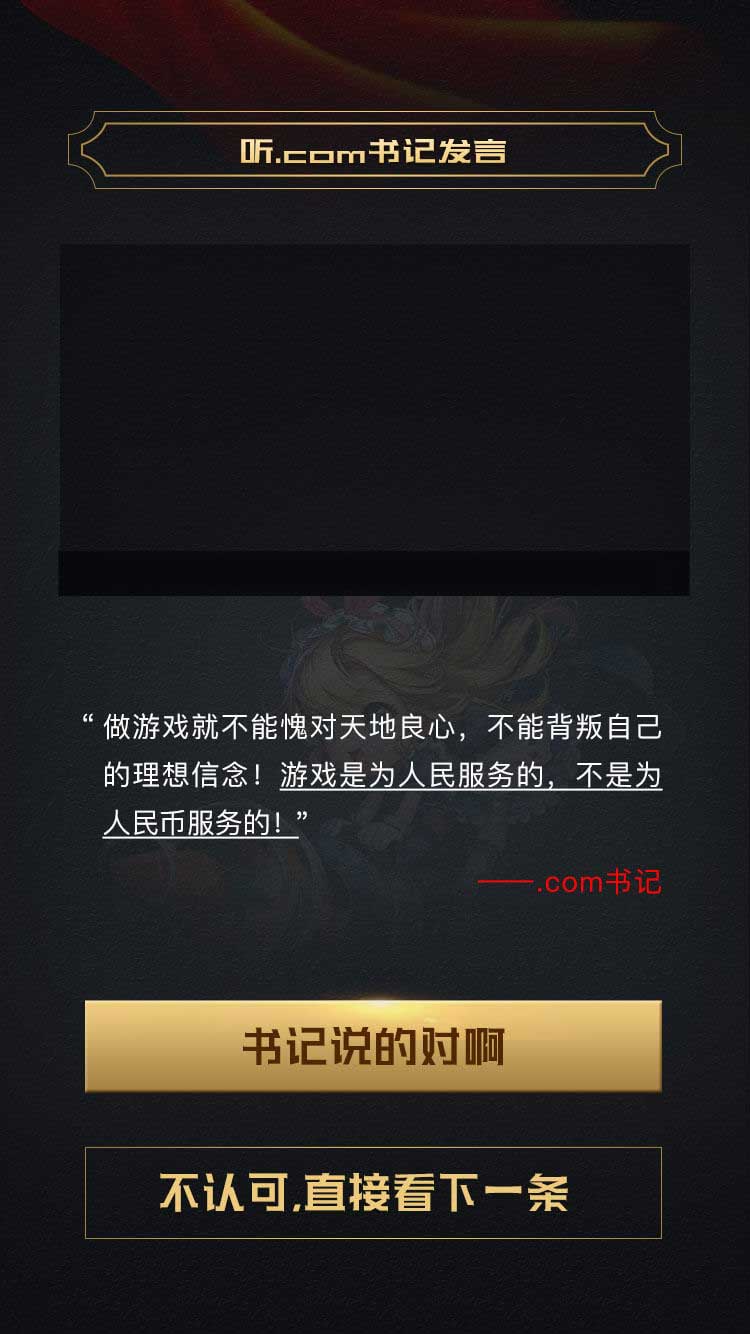 听.com书记发言
“做游戏就不能愧对天地良心，不能背叛自己
的理想信念！游戏是为人民服务的，不是为
人民币服务的！”
——.com书记
书记说的对啊
不认可,直接看下一条